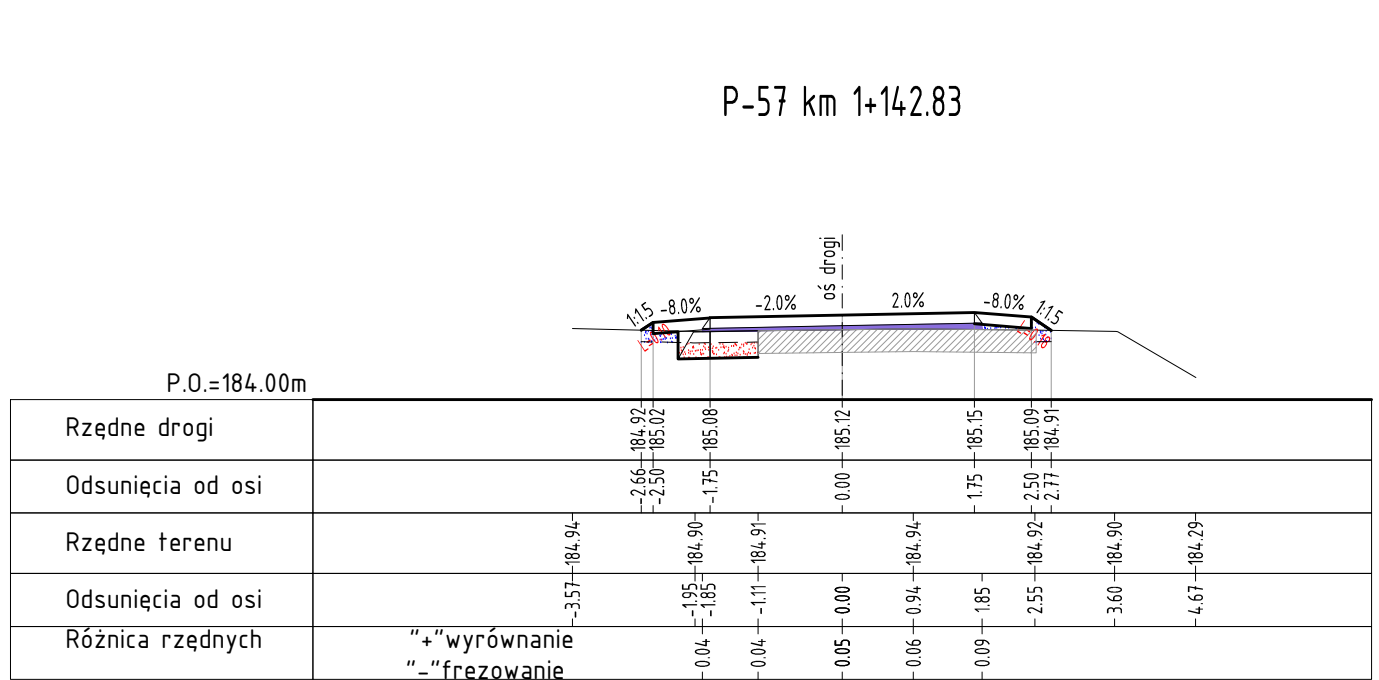 P-57 km 1+142.83
oś drogi
1:1.5 -8.0% -2.0% 2.0% -8.0% 1:1.5
P.O.=184.00m
Rzędne drogi 184.92 185.02 185.08 185.12 185.15 185.09 184.91
Odsunięcia od osi -2.66 -2.50 -1.75 0.00 1.75 2.50 2.77
Rzędne terenu 184.94 184.90 184.91 184.94 184.92 184.90 184.29
Odsunięcia od osi -3.57 -1.95 -1.85 -1.11 0.00 0.94 1.85 2.55 3.60 4.67
Różnica rzędnych "+"wyrównanie 0.04 0.04 0.05 0.06 0.09
"-"frezowanie